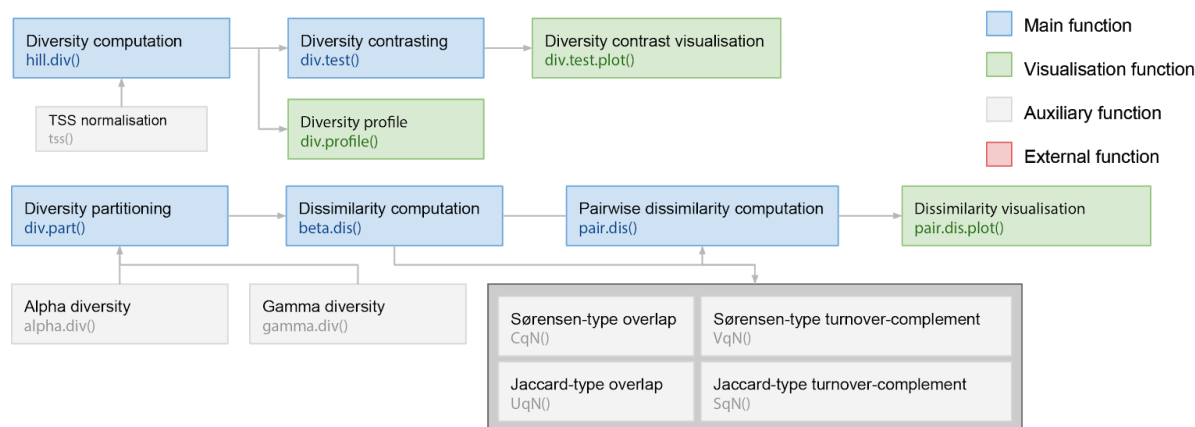 Diversity computation
hill.div()
Diversity contrasting
div.test()
Diversity contrast visualisation
div.test.plot()
Main function
Visualisation function
Auxiliary function
External function
TSS normalisation
tss()
Diversity profile
div.profile()
Diversity partitioning
div.part()
Dissimilarity computation
beta.dis()
Pairwise dissimilarity computation
pair.dis()
Dissimilarity visualisation
pair.dis.plot()
Alpha diversity
alpha.div()
Gamma diversity
gamma.div()
Sørensen-type overlap
CqN()
Sørensen-type turnover-complement
VqN()
Jaccard-type overlap
UqN()
Jaccard-type turnover-complement
SqN()